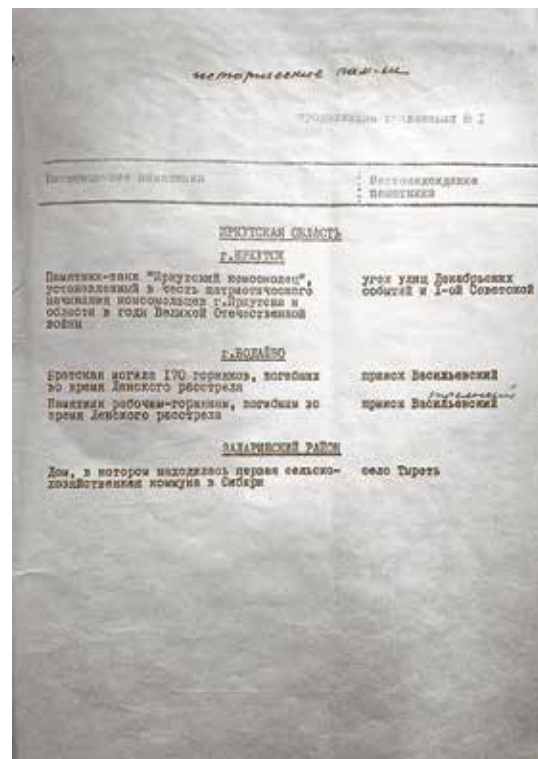 исторические пам-ки
продолжение приложения № I
Наименование памятника
Местонахождение
памятника
ИРКУТСКАЯ ОБЛАСТЬ
г.ИРКУТСК
Памятник-танк "Иркутский комсомолец",
установленный в честь патриотического
начинания комсомольцев г.Иркутска и
области в годы Великой Отечественной
войны
угол улиц Декабрьских
событий и I-ой Советской
г.БОДАЙБО
Братская могила 170 горняков, погибших
во время Ленского расстрела
прииск Васильевский
Памятник рабочим-горнякам, погибшим во
время Ленского расстрела
прииск Васильевский
ЗАЛАРИНСКИЙ РАЙОН
Дом, в котором находилась первая сельско-
хозяйственная коммуна в Сибири
село Тыреть